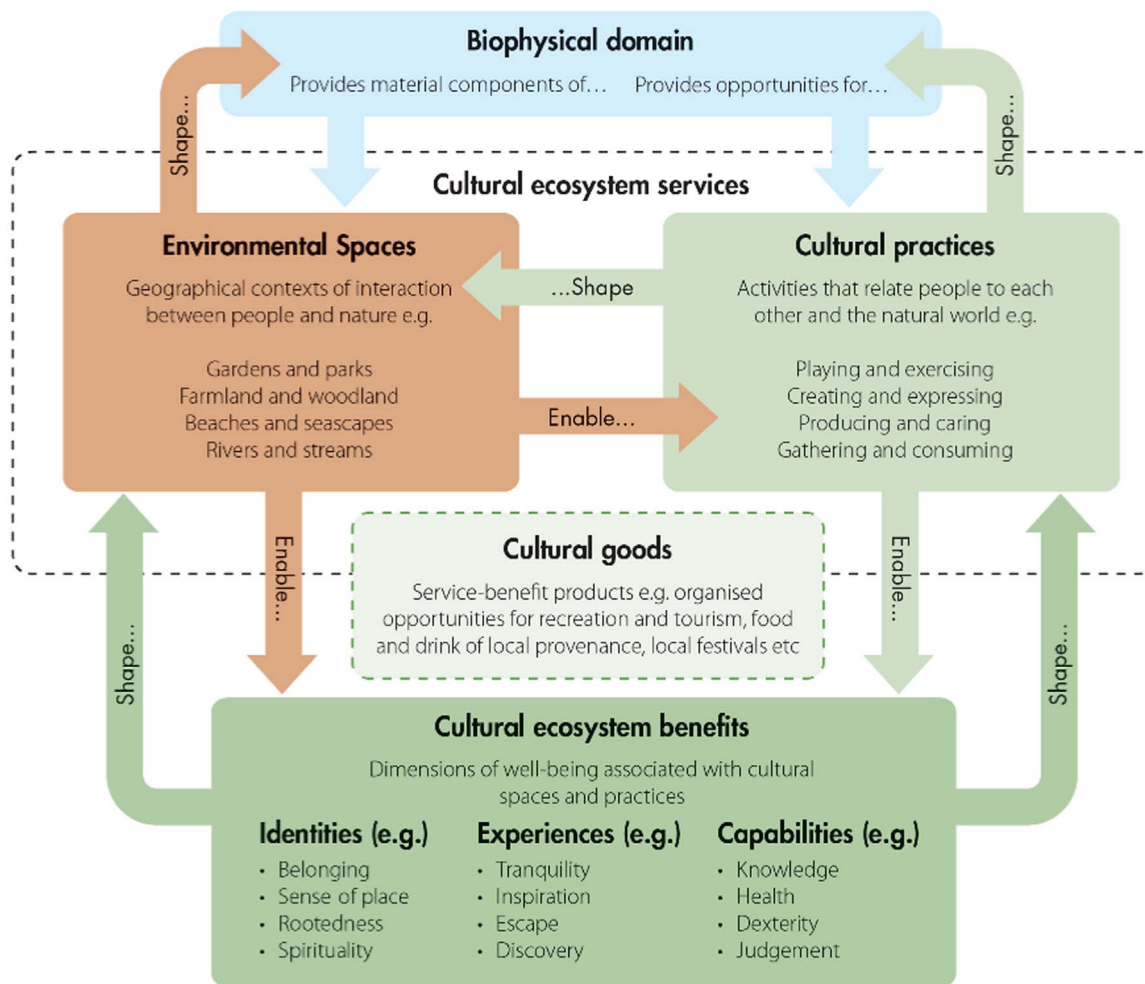 Biophysical domain
Provides material components of…
Provides opportunities for…
Shape…
Shape…
Cultural ecosystem services
Environmental Spaces
Geographical contexts of interaction
between people and nature e.g.
Gardens and parks
Farmland and woodland
Beaches and seascapes
Rivers and streams
…Shape
Enable…
Cultural practices
Activities that relate people to each
other and the natural world e.g.
Playing and exercising
Creating and expressing
Producing and caring
Gathering and consuming
Enable…
Enable…
Cultural goods
Service-benefit products e.g. organised
opportunities for recreation and tourism, food
and drink of local provenance, local festivals etc
Shape…
Shape…
Cultural ecosystem benefits
Dimensions of well-being associated with cultural
spaces and practices
Identities (e.g.)
• Belonging
• Sense of place
• Rootedness
• Spirituality
Experiences (e.g.)
• Tranquility
• Inspiration
• Escape
• Discovery
Capabilities (e.g.)
• Knowledge
• Health
• Dexterity
• Judgement